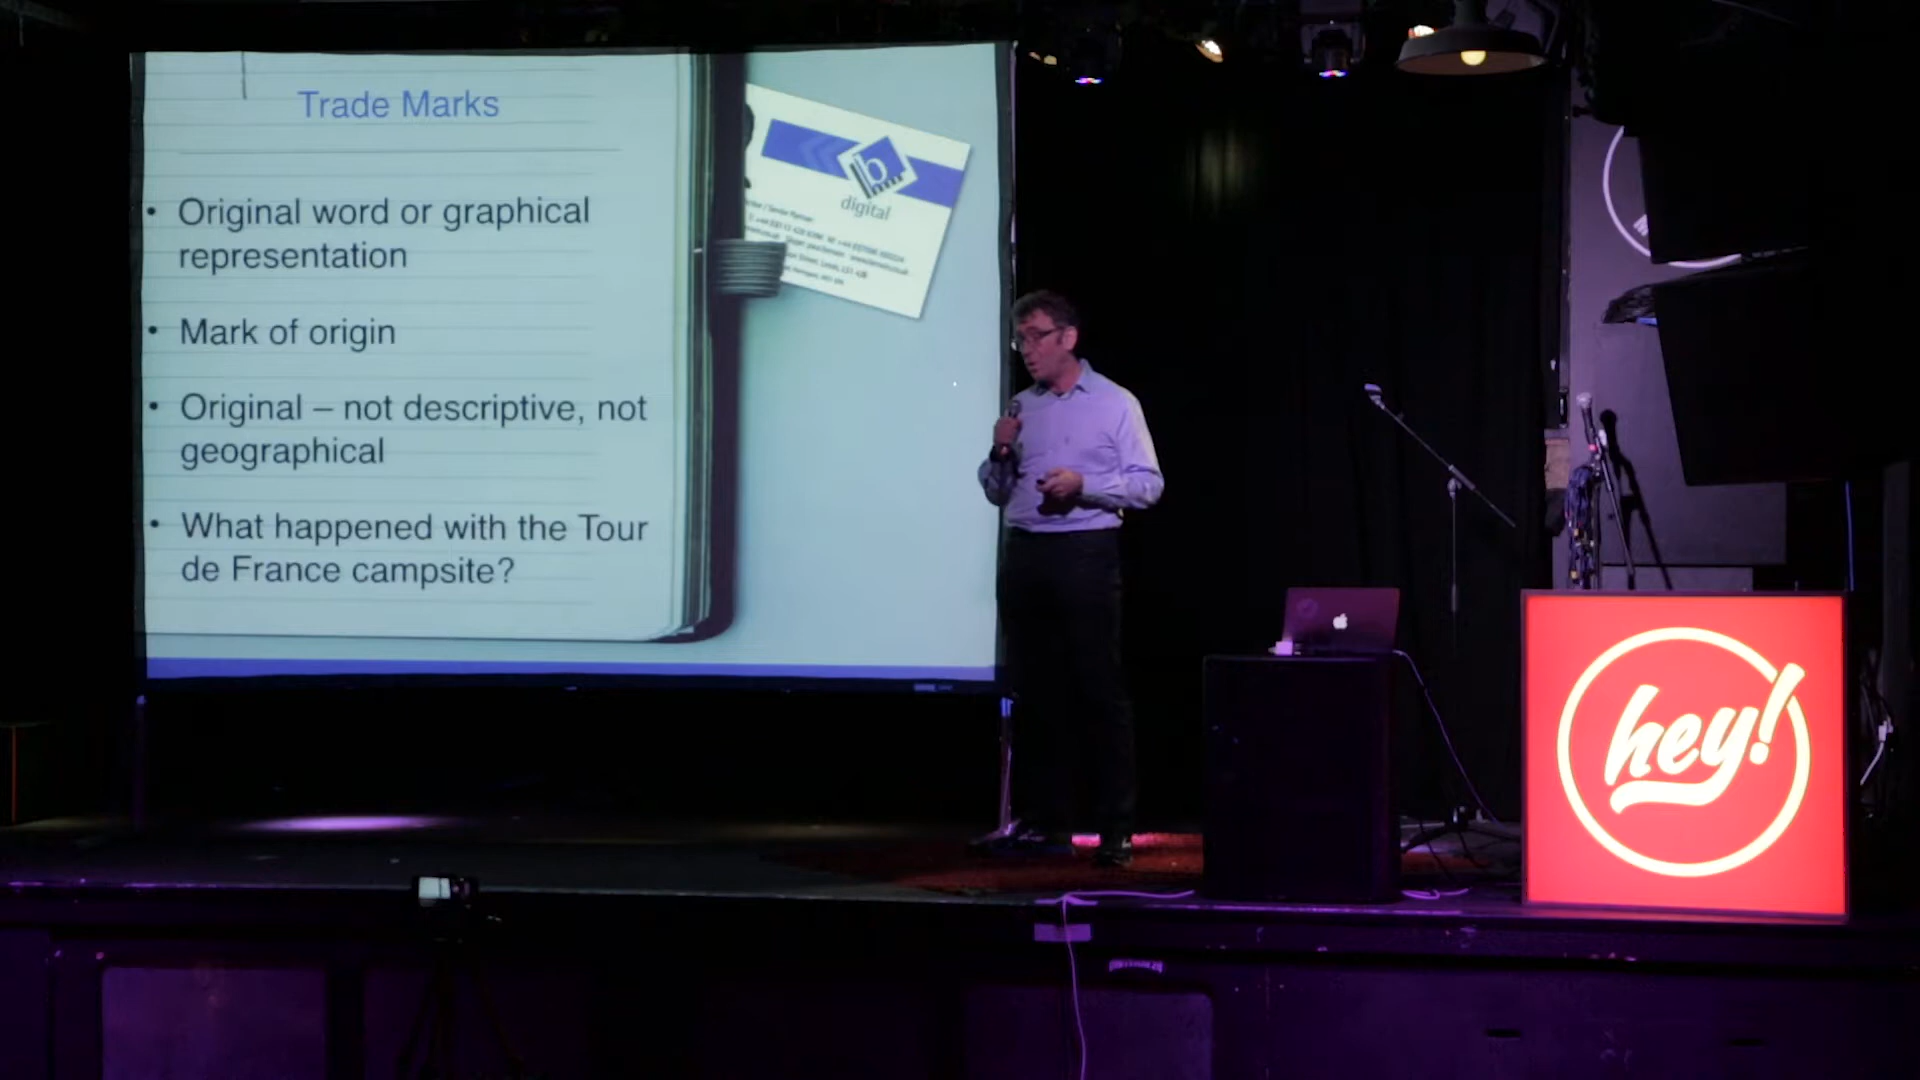 Trade Marks
• Original word or graphical
representation
• Mark of origin
• Original – not descriptive, not
geographical
• What happened with the Tour
de France campsite?
b
digital
hey!